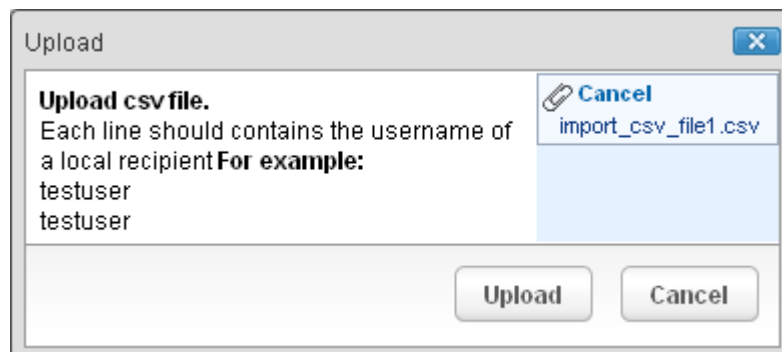 Upload
Upload csv file.
Each line should contains the username of
a local recipient For example:
testuser
testuser
Cancel
import_csv_file1.csv
Upload
Cancel